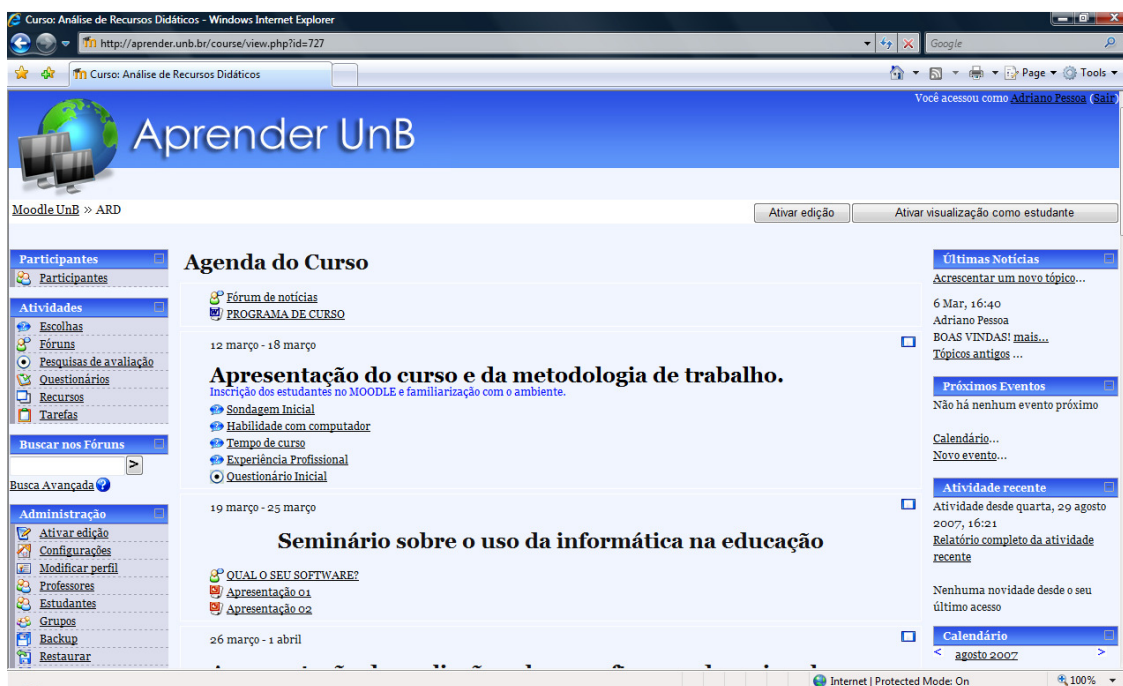 Curso: Análise de Recursos Didáticos - Windows Internet Explorer
http://aprender.unb.br/course/view.php?id=727
Google
Curso: Análise de Recursos Didáticos
Page
Tools
Você acessou como Adriano Pessoa (Sair)
Aprender UnB
Moodle UnB » ARD
Ativar edição
Ativar visualização como estudante
Participantes
Participantes
Atividades
Escolhas
Fóruns
Pesquisas de avaliação
Questionários
Recursos
Tarefas
Buscar nos Fóruns
>
Busca Avançada
Administração
Ativar edição
Configurações
Modificar perfil
Professores
Estudantes
Grupos
Backup
Restaurar
Agenda do Curso
Fórum de notícias
PROGRAMA DE CURSO
12 março - 18 março
Apresentação do curso e da metodologia de trabalho.
Inscrição dos estudantes no MOODLE e familiarização com o ambiente.
Sondagem Inicial
Habilidade com computador
Tempo de curso
Experiência Profissional
Questionário Inicial
19 março - 25 março
Seminário sobre o uso da informática na educação
QUAL O SEU SOFTWARE?
Apresentação 01
Apresentação 02
26 março - 1 abril
Últimas Notícias
Acrescentar um novo tópico...
6 Mar, 16:40
Adriano Pessoa
BOAS VINDAS! mais...
Tópicos antigos ...
Próximos Eventos
Não há nenhum evento próximo
Calendário...
Novo evento...
Atividade recente
Atividade desde quarta, 29 agosto
2007, 16:21
Relatório completo da atividade
recente
Nenhuma novidade desde o seu
último acesso
Calendário
< agosto 2007 >
Internet | Protected Mode: On
100%